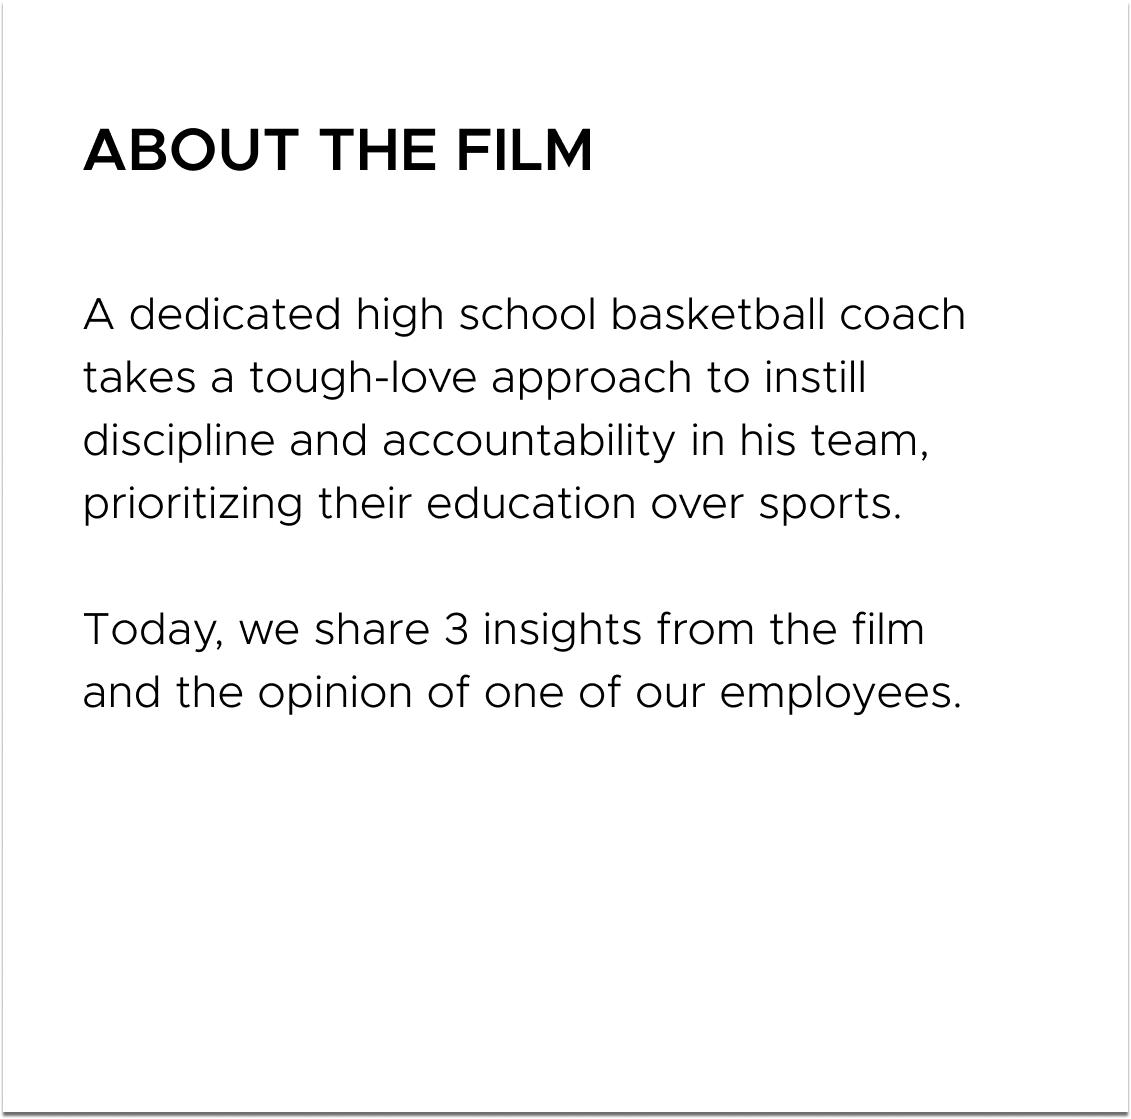 ABOUT THE FILM
A dedicated high school basketball coach
takes a tough-love approach to instill
discipline and accountability in his team,
prioritizing their education over sports.
Today, we share 3 insights from the film
and the opinion of one of our employees.